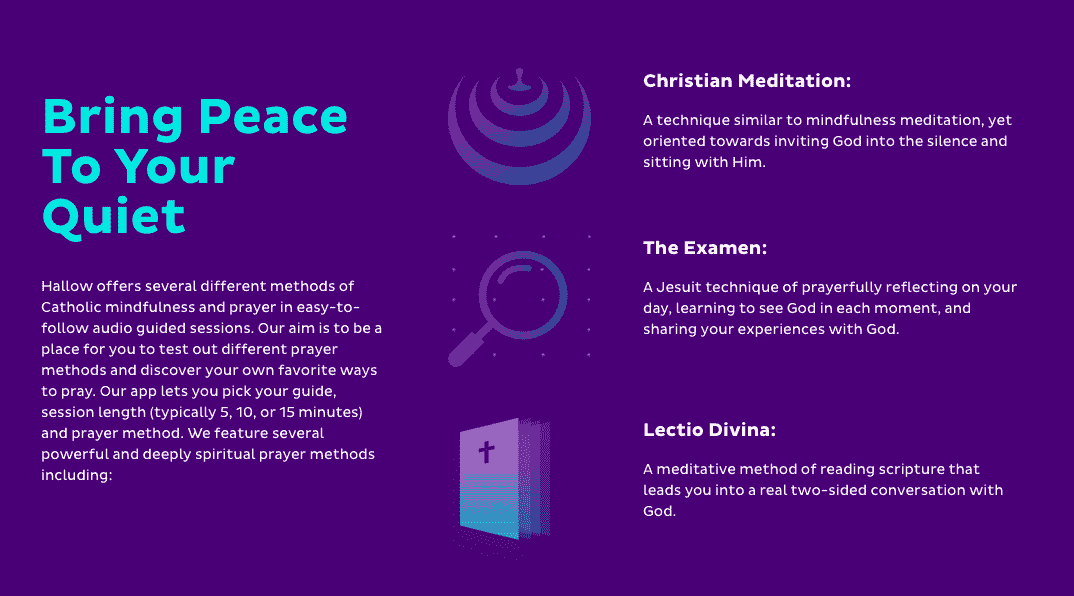 Bring Peace
To Your
Quiet
Hallow offers several different methods of
Catholic mindfulness and prayer in easy-to-
follow audio guided sessions. Our aim is to be a
place for you to test out different prayer
methods and discover your own favorite ways
to pray. Our app lets you pick your guide,
session length (typically 5, 10, or 15 minutes)
and prayer method. We feature several
powerful and deeply spiritual prayer methods
including:
Christian Meditation:
A technique similar to mindfulness meditation, yet
oriented towards inviting God into the silence and
sitting with Him.
The Examen:
A Jesuit technique of prayerfully reflecting on your
day, learning to see God in each moment, and
sharing your experiences with God.
Lectio Divina:
A meditative method of reading scripture that
leads you into a real two-sided conversation with
God.